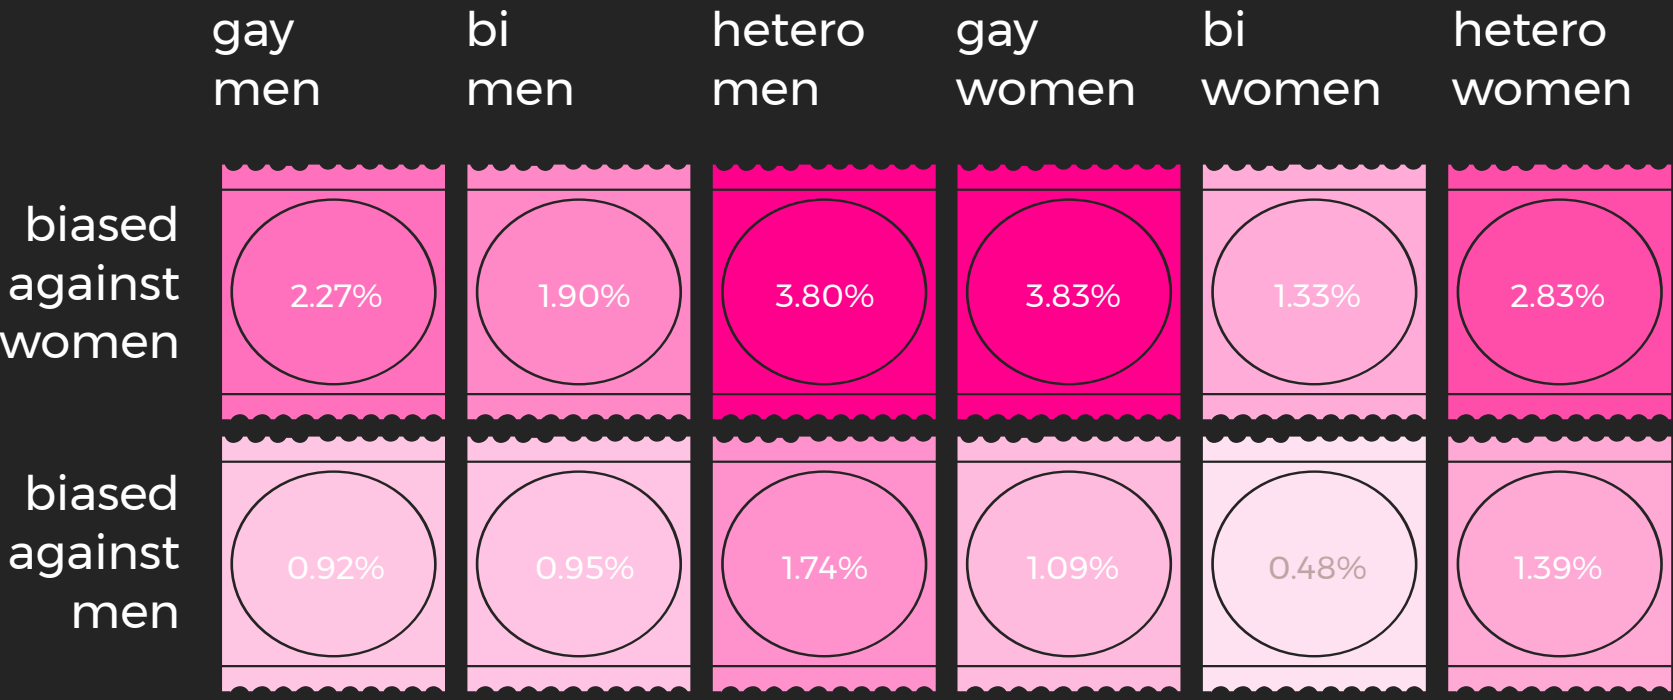 gay
men
bi
men
hetero
men
gay
women
bi
women
hetero
women
biased
against
women
2.27%
1.90%
3.80%
3.83%
1.33%
2.83%
biased
against
men
0.92%
0.95%
1.74%
1.09%
0.48%
1.39%